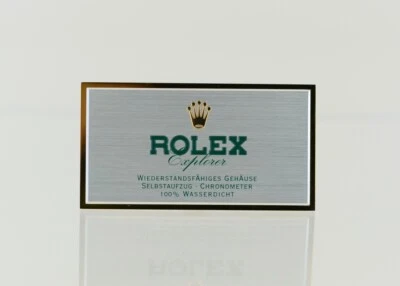 ROLEX
Explorer
WIEDERSTANDSFÄHIGES GEHÄUSE
SELBSTAUFZUG · CHRONOMETER
100% WASSERDICHT